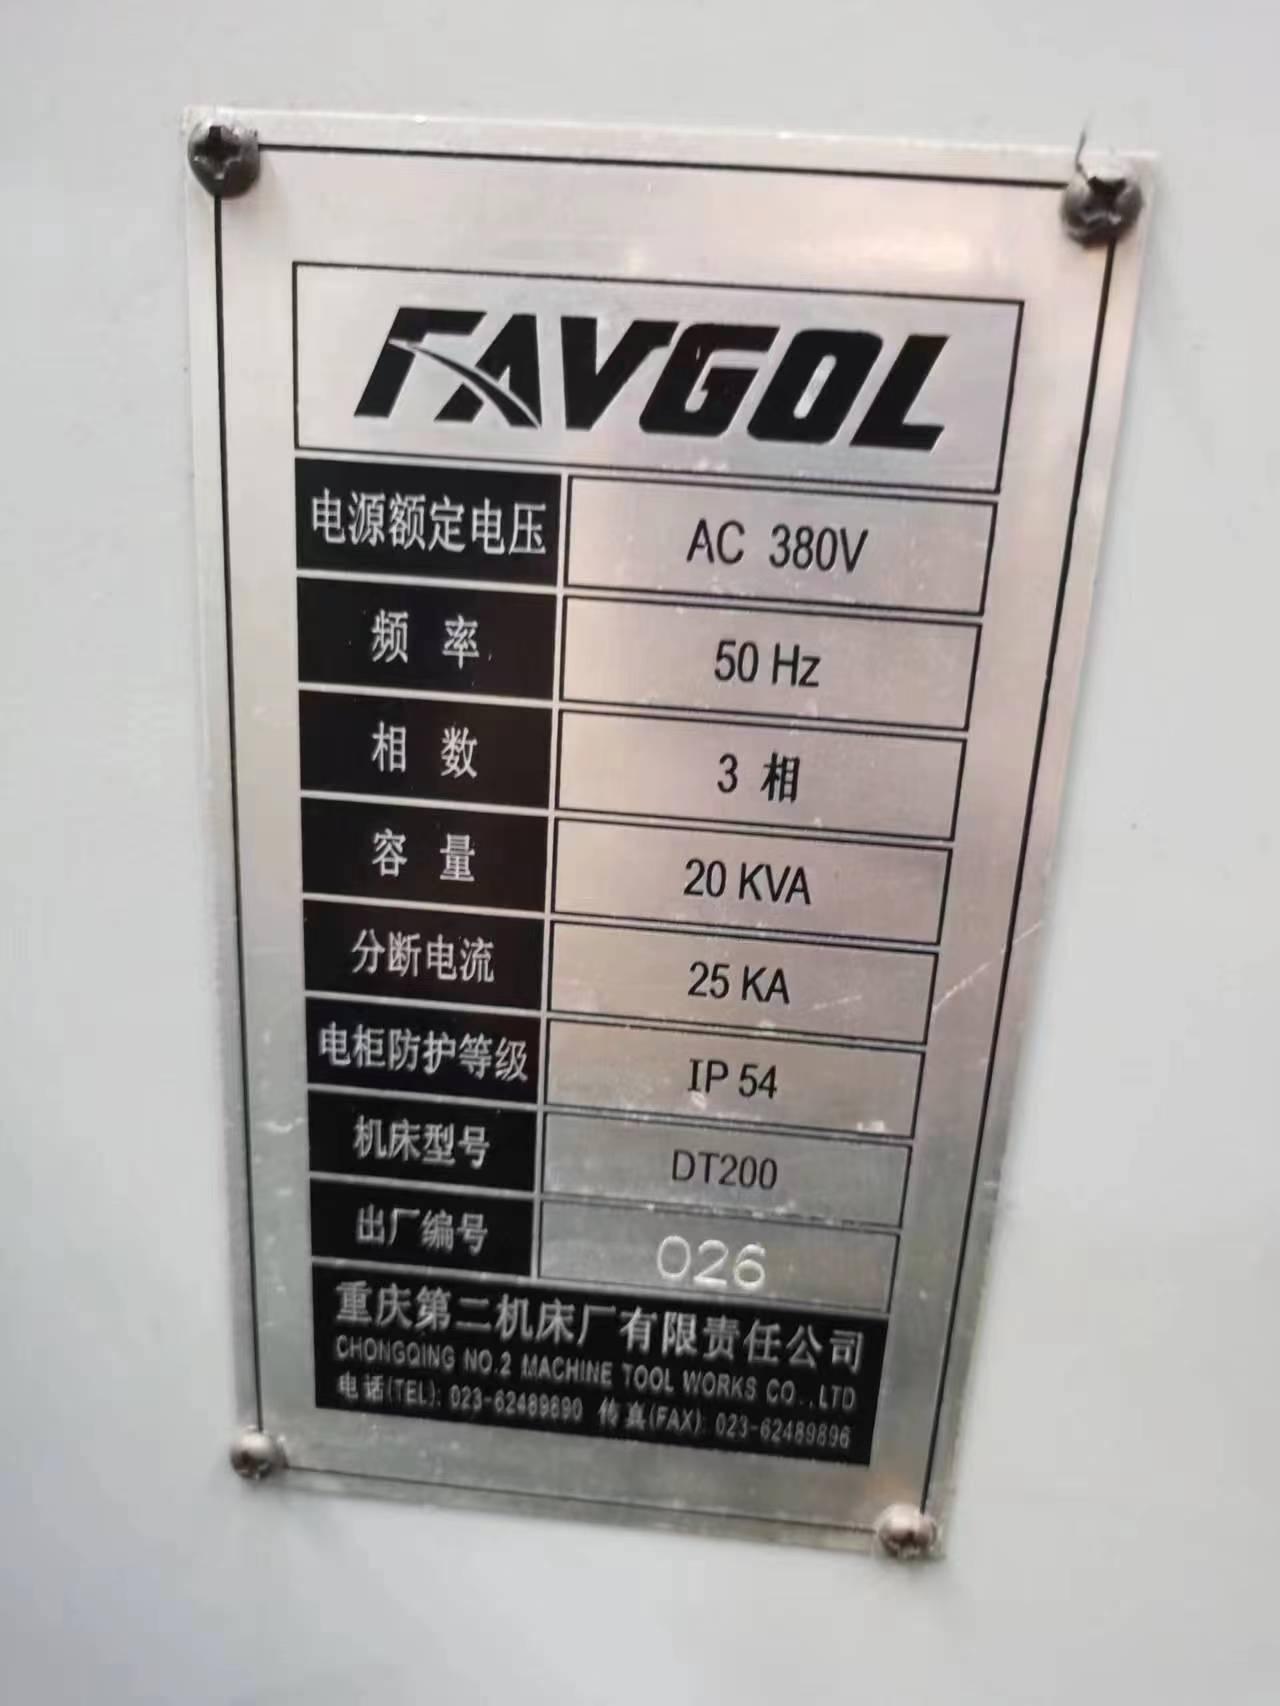 FAVGOL
电源额定电压 AC 380V
频 率 50 Hz
相 数 3 相
容 量 20 KVA
分断电流 25 KA
电柜防护等级 IP 54
机床型号 DT200
出厂编号 026
重庆第二机床厂有限责任公司
CHONGQING NO.2 MACHINE TOOL WORKS CO.,LTD
电话(TEL): 023-62489890 传真(FAX): 023-62489896